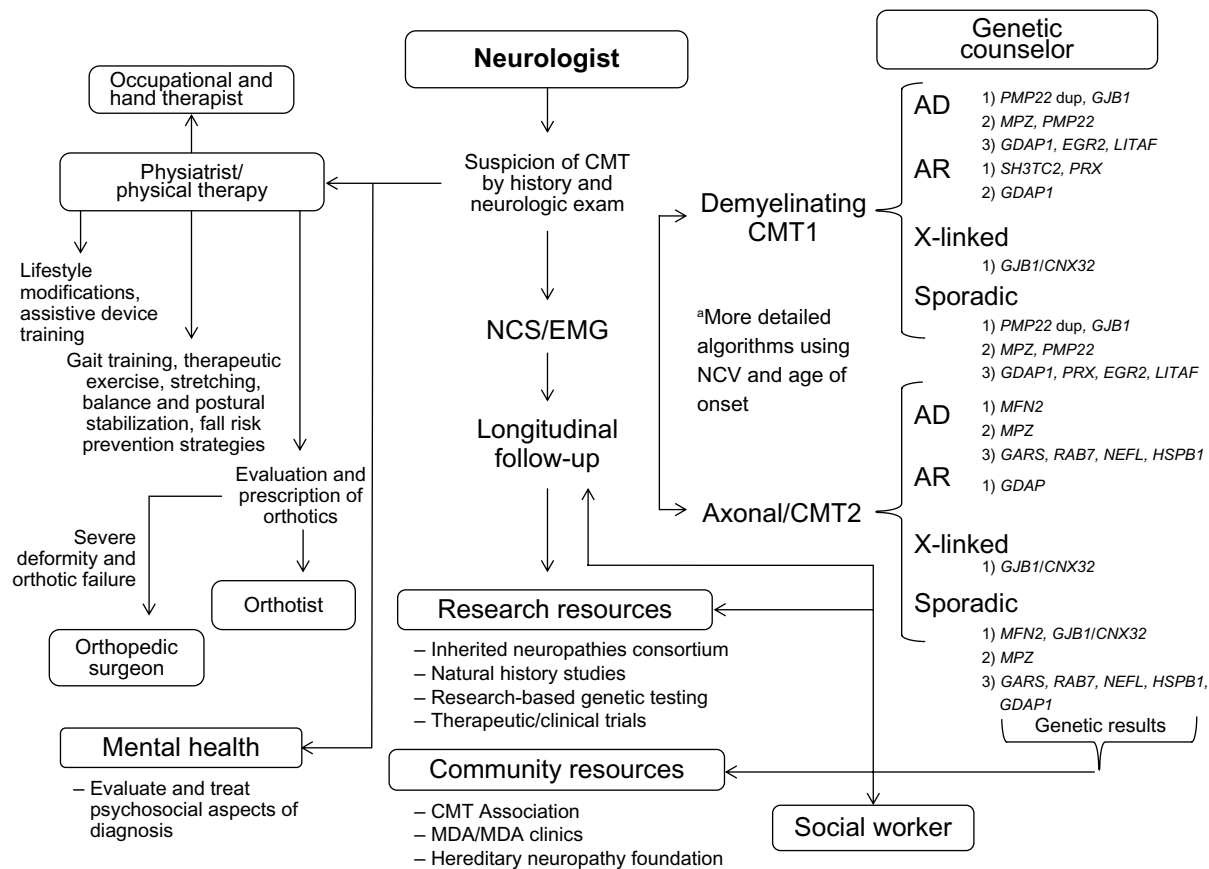 Neurologist
Genetic
counselor
Occupational and
hand therapist
Physiatrist/
physical therapy
Suspicion of CMT
by history and
neurologic exam
Lifestyle
modifications,
assistive device
training
Gait training, therapeutic
exercise, stretching,
balance and postural
stabilization, fall risk
prevention strategies
Evaluation and
prescription of
orthotics
Severe
deformity and
orthotic failure
Orthotist
Orthopedic
surgeon
Mental health
– Evaluate and treat
psychosocial aspects of
diagnosis
NCS/EMG
Longitudinal
follow-up
Research resources
– Inherited neuropathies consortium
– Natural history studies
– Research-based genetic testing
– Therapeutic/clinical trials
Community resources
– CMT Association
– MDA/MDA clinics
– Hereditary neuropathy foundation
Social worker
Demyelinating
CMT1
ᵃMore detailed
algorithms using
NCV and age of
onset
Axonal/CMT2
AD
1) PMP22 dup, GJB1
2) MPZ, PMP22
3) GDAP1, EGR2, LITAF
AR
1) SH3TC2, PRX
2) GDAP1
X-linked
1) GJB1/CNX32
Sporadic
1) PMP22 dup, GJB1
2) MPZ, PMP22
3) GDAP1, PRX, EGR2, LITAF
AD
1) MFN2
2) MPZ
3) GARS, RAB7, NEFL, HSPB1
AR
1) GDAP
X-linked
1) GJB1/CNX32
Sporadic
1) MFN2, GJB1/CNX32
2) MPZ
3) GARS, RAB7, NEFL, HSPB1,
GDAP1
Genetic results